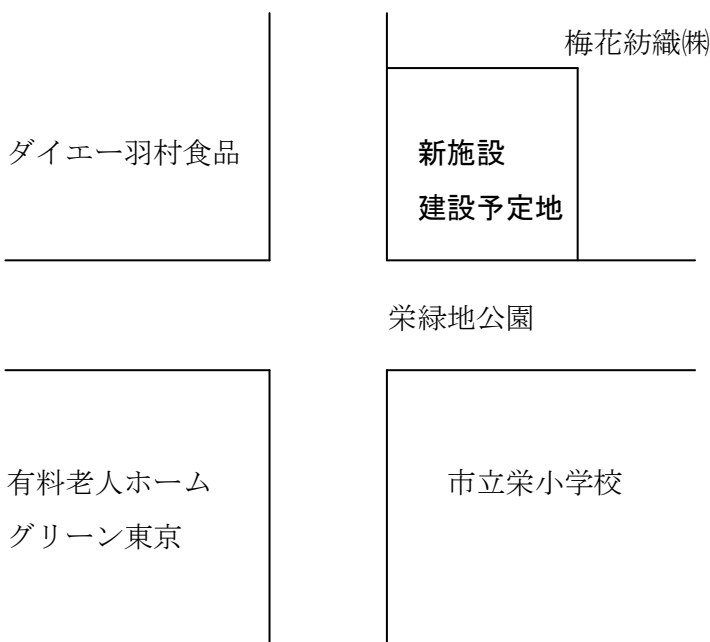 梅花紡織㈱
ダイエー羽村食品
新施設
建設予定地
栄緑地公園
有料老人ホーム
グリーン東京
市立栄小学校